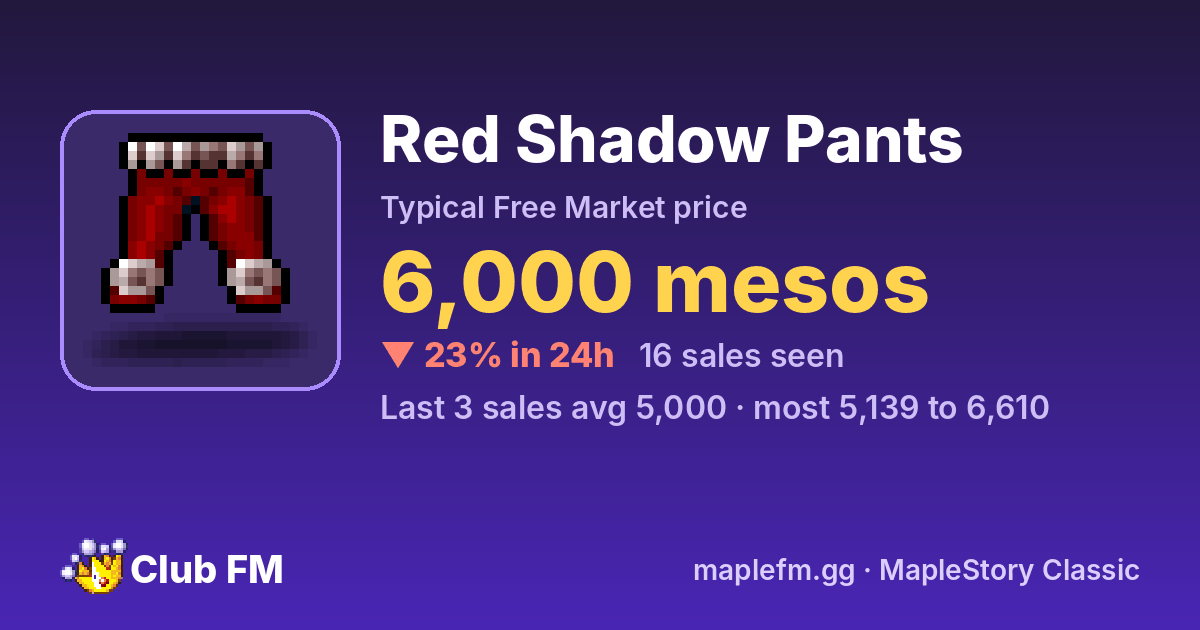 Red Shadow Pants
Typical Free Market price
6,000 mesos
▼ 23% in 24h 16 sales seen
Last 3 sales avg 5,000 · most 5,139 to 6,610
Club FM
maplefm.gg · MapleStory Classic